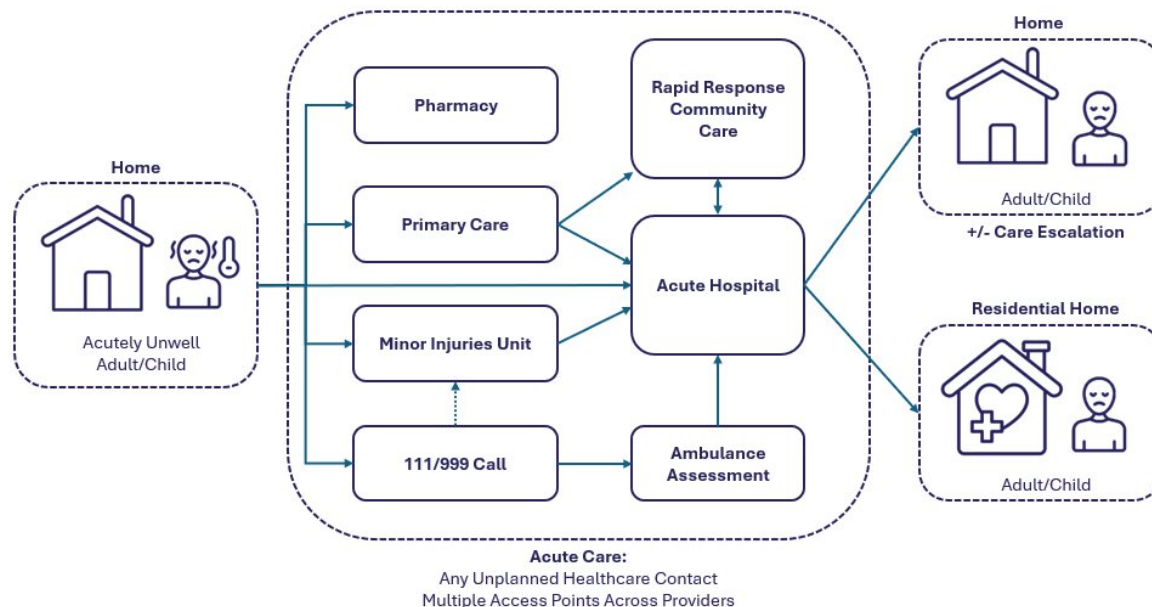 Home
Acutely Unwell
Adult/Child
Pharmacy
Primary Care
Minor Injuries Unit
111/999 Call
Rapid Response
Community
Care
Acute Hospital
Ambulance
Assessment
Acute Care:
Any Unplanned Healthcare Contact
Multiple Access Points Across Providers
Home
Adult/Child
+/- Care Escalation
Residential Home
Adult/Child